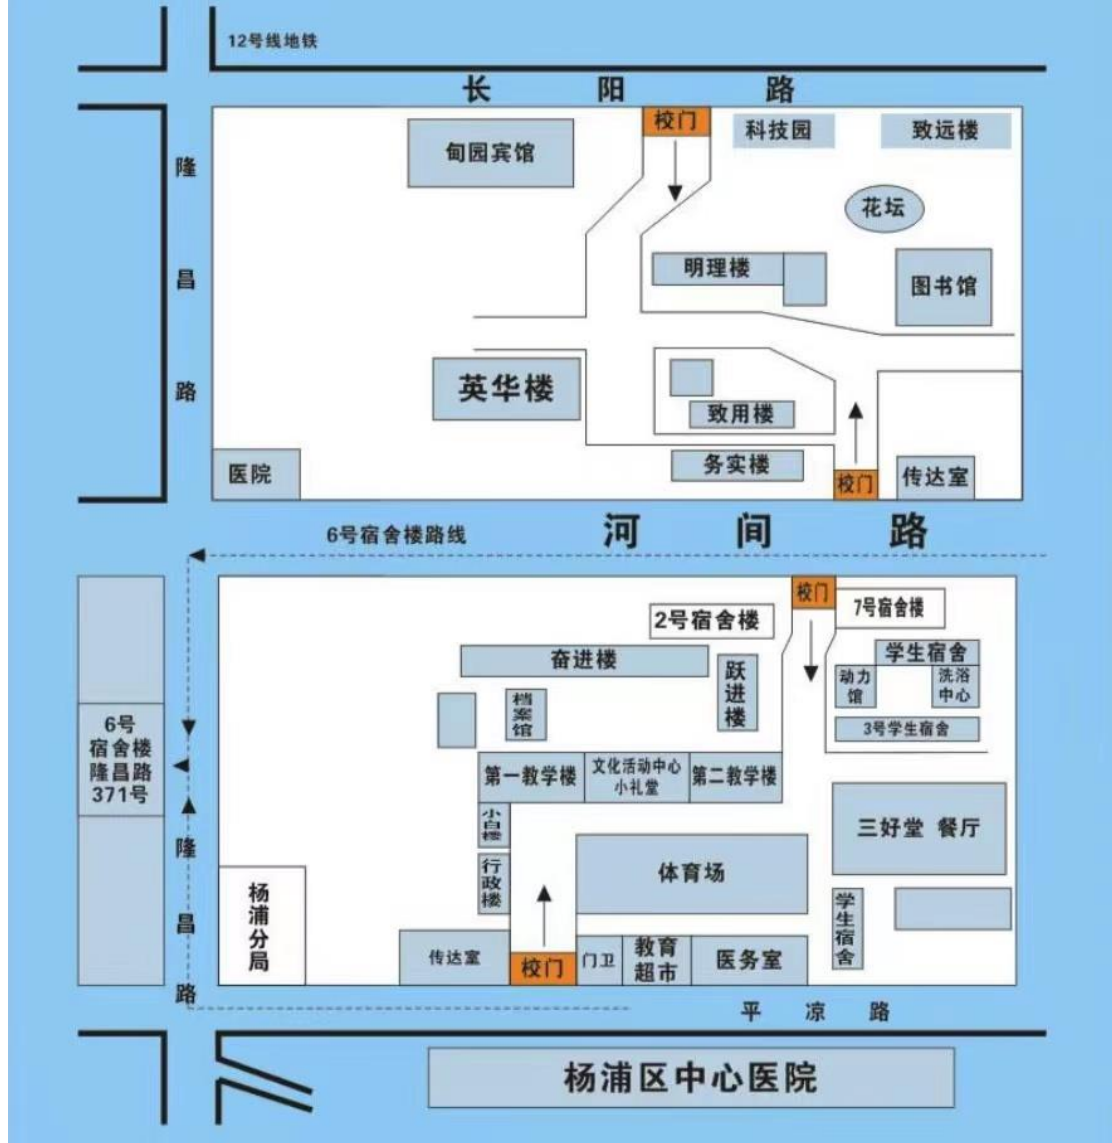 12号线地铁
长阳路
校门
甸园宾馆
科技园
致远楼
隆昌路
花坛
明理楼
图书馆
英华楼
致用楼
务实楼
医院
校门
传达室
6号宿舍楼路线
河间路
校门
7号宿舍楼
2号宿舍楼
奋进楼
跃进楼
学生宿舍
动力
馆
洗浴
中心
档案馆
3号学生宿舍
6号
宿舍楼
隆昌路
371号
第一教学楼
文化活动中心
小礼堂
第二教学楼
小白楼
三好堂 餐厅
隆昌路
行政楼
体育场
杨浦分局
学生宿舍
传达室
校门
门卫
教育
超市
医务室
平凉路
杨浦区中心医院